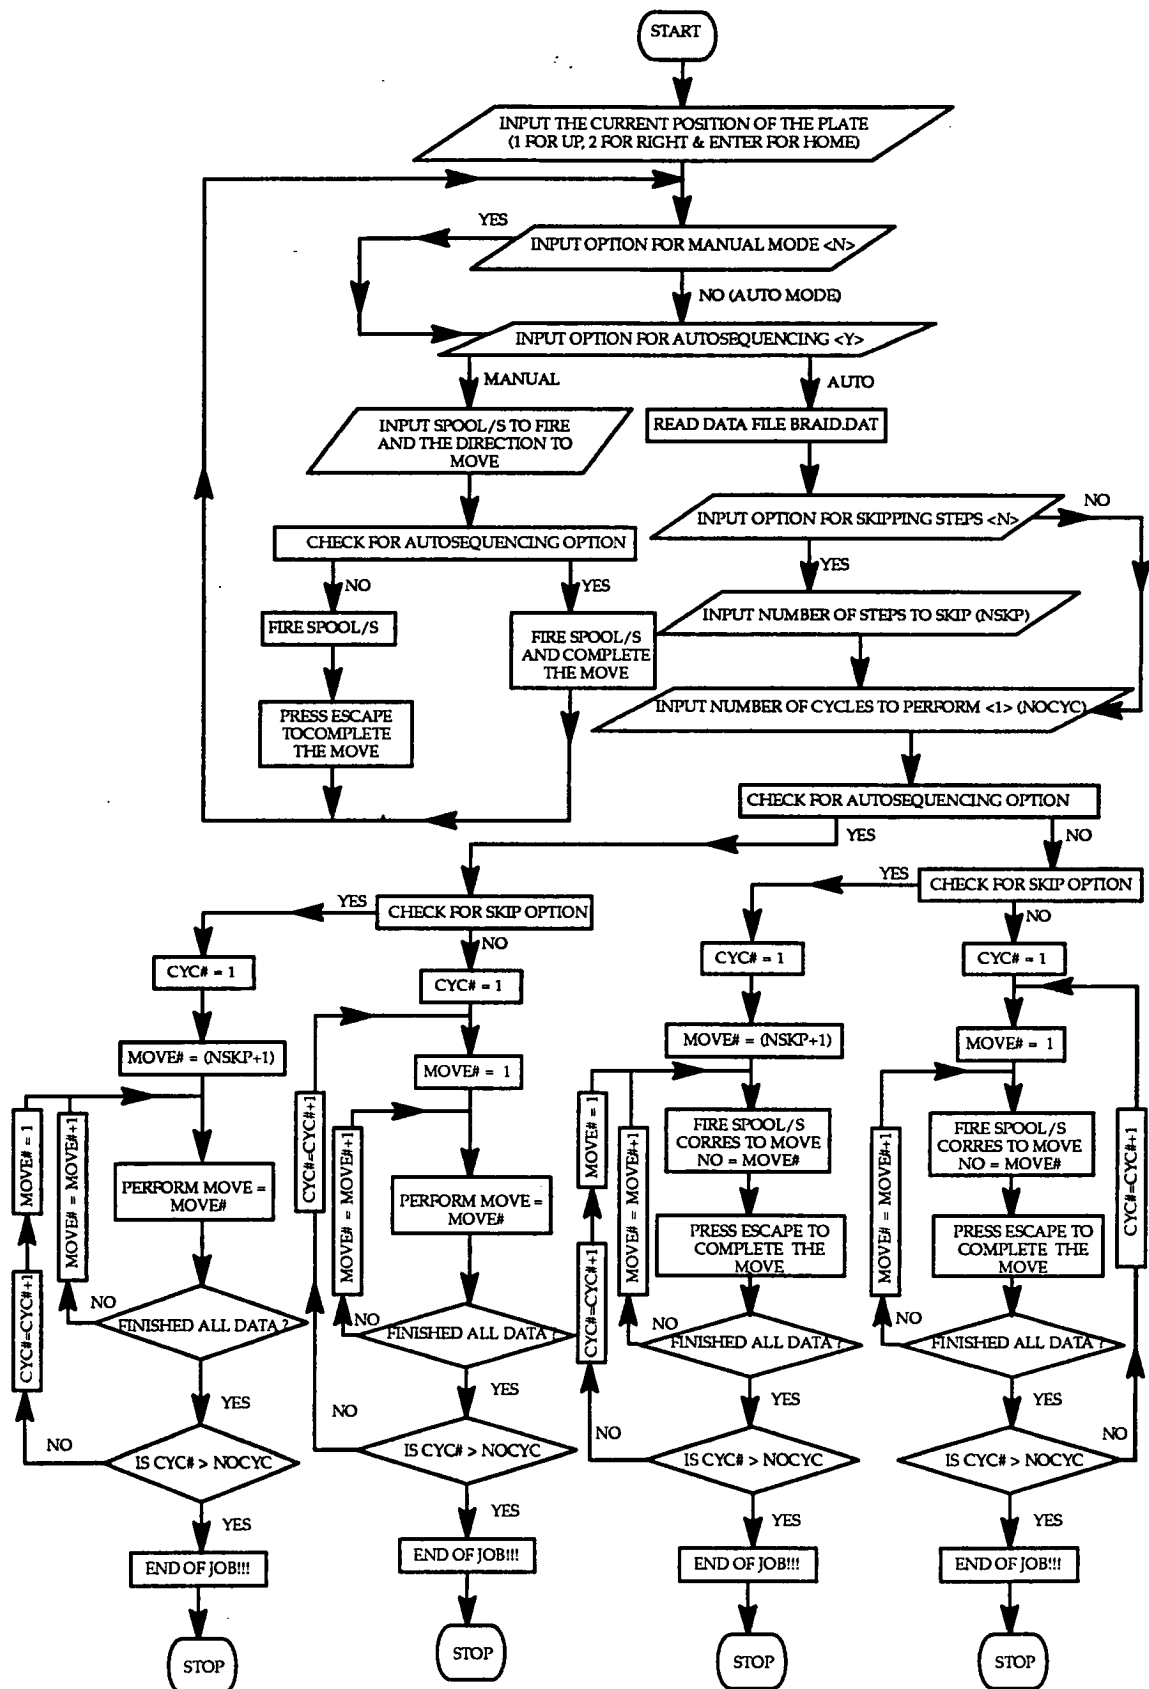 START
INPUT THE CURRENT POSITION OF THE PLATE
(1 FOR UP, 2 FOR RIGHT & ENTER FOR HOME)
YES
INPUT OPTION FOR MANUAL MODE <N>
NO (AUTO MODE)
INPUT OPTION FOR AUTOSEQUENCING <Y>
MANUAL
AUTO
INPUT SPOOL/S TO FIRE
AND THE DIRECTION TO
MOVE
READ DATA FILE BRAID.DAT
INPUT OPTION FOR SKIPPING STEPS <N>
NO
CHECK FOR AUTOSEQUENCING OPTION
NO
YES
YES
FIRE SPOOL/S
FIRE SPOOL/S
AND COMPLETE
THE MOVE
INPUT NUMBER OF STEPS TO SKIP (NSKP)
PRESS ESCAPE
TOCOMPLETE
THE MOVE
INPUT NUMBER OF CYCLES TO PERFORM <1> (NOCYC)
CHECK FOR AUTOSEQUENCING OPTION
YES
NO
YES
CHECK FOR SKIP OPTION
YES
CHECK FOR SKIP OPTION
NO
NO
CYC# = 1
CYC# = 1
CYC# = 1
CYC# = 1
MOVE# = (NSKP+1)
MOVE# = 1
MOVE# = (NSKP+1)
MOVE# = 1
MOVE# = 1
MOVE# = MOVE#+1
PERFORM MOVE =
MOVE#
CYC#=CYC#+1
MOVE# = MOVE#+1
PERFORM MOVE =
MOVE#
MOVE# = 1
MOVE# = MOVE#+1
FIRE SPOOL/S
CORRES TO MOVE
NO = MOVE#
MOVE# = MOVE#+1
FIRE SPOOL/S
CORRES TO MOVE
NO = MOVE#
CYC#=CYC#+1
PRESS ESCAPE TO
COMPLETE THE
MOVE
PRESS ESCAPE TO
COMPLETE THE
MOVE
CYC#=CYC#+1
CYC#=CYC#+1
NO
FINISHED ALL DATA ?
NO
FINISHED ALL DATA ?
NO
FINISHED ALL DATA ?
NO
FINISHED ALL DATA ?
YES
YES
YES
YES
NO
IS CYC# > NOCYC
NO
IS CYC# > NOCYC
NO
IS CYC# > NOCYC
IS CYC# > NOCYC
NO
YES
YES
YES
YES
END OF JOB!!!
END OF JOB!!!
END OF JOB!!!
END OF JOB!!!
STOP
STOP
STOP
STOP